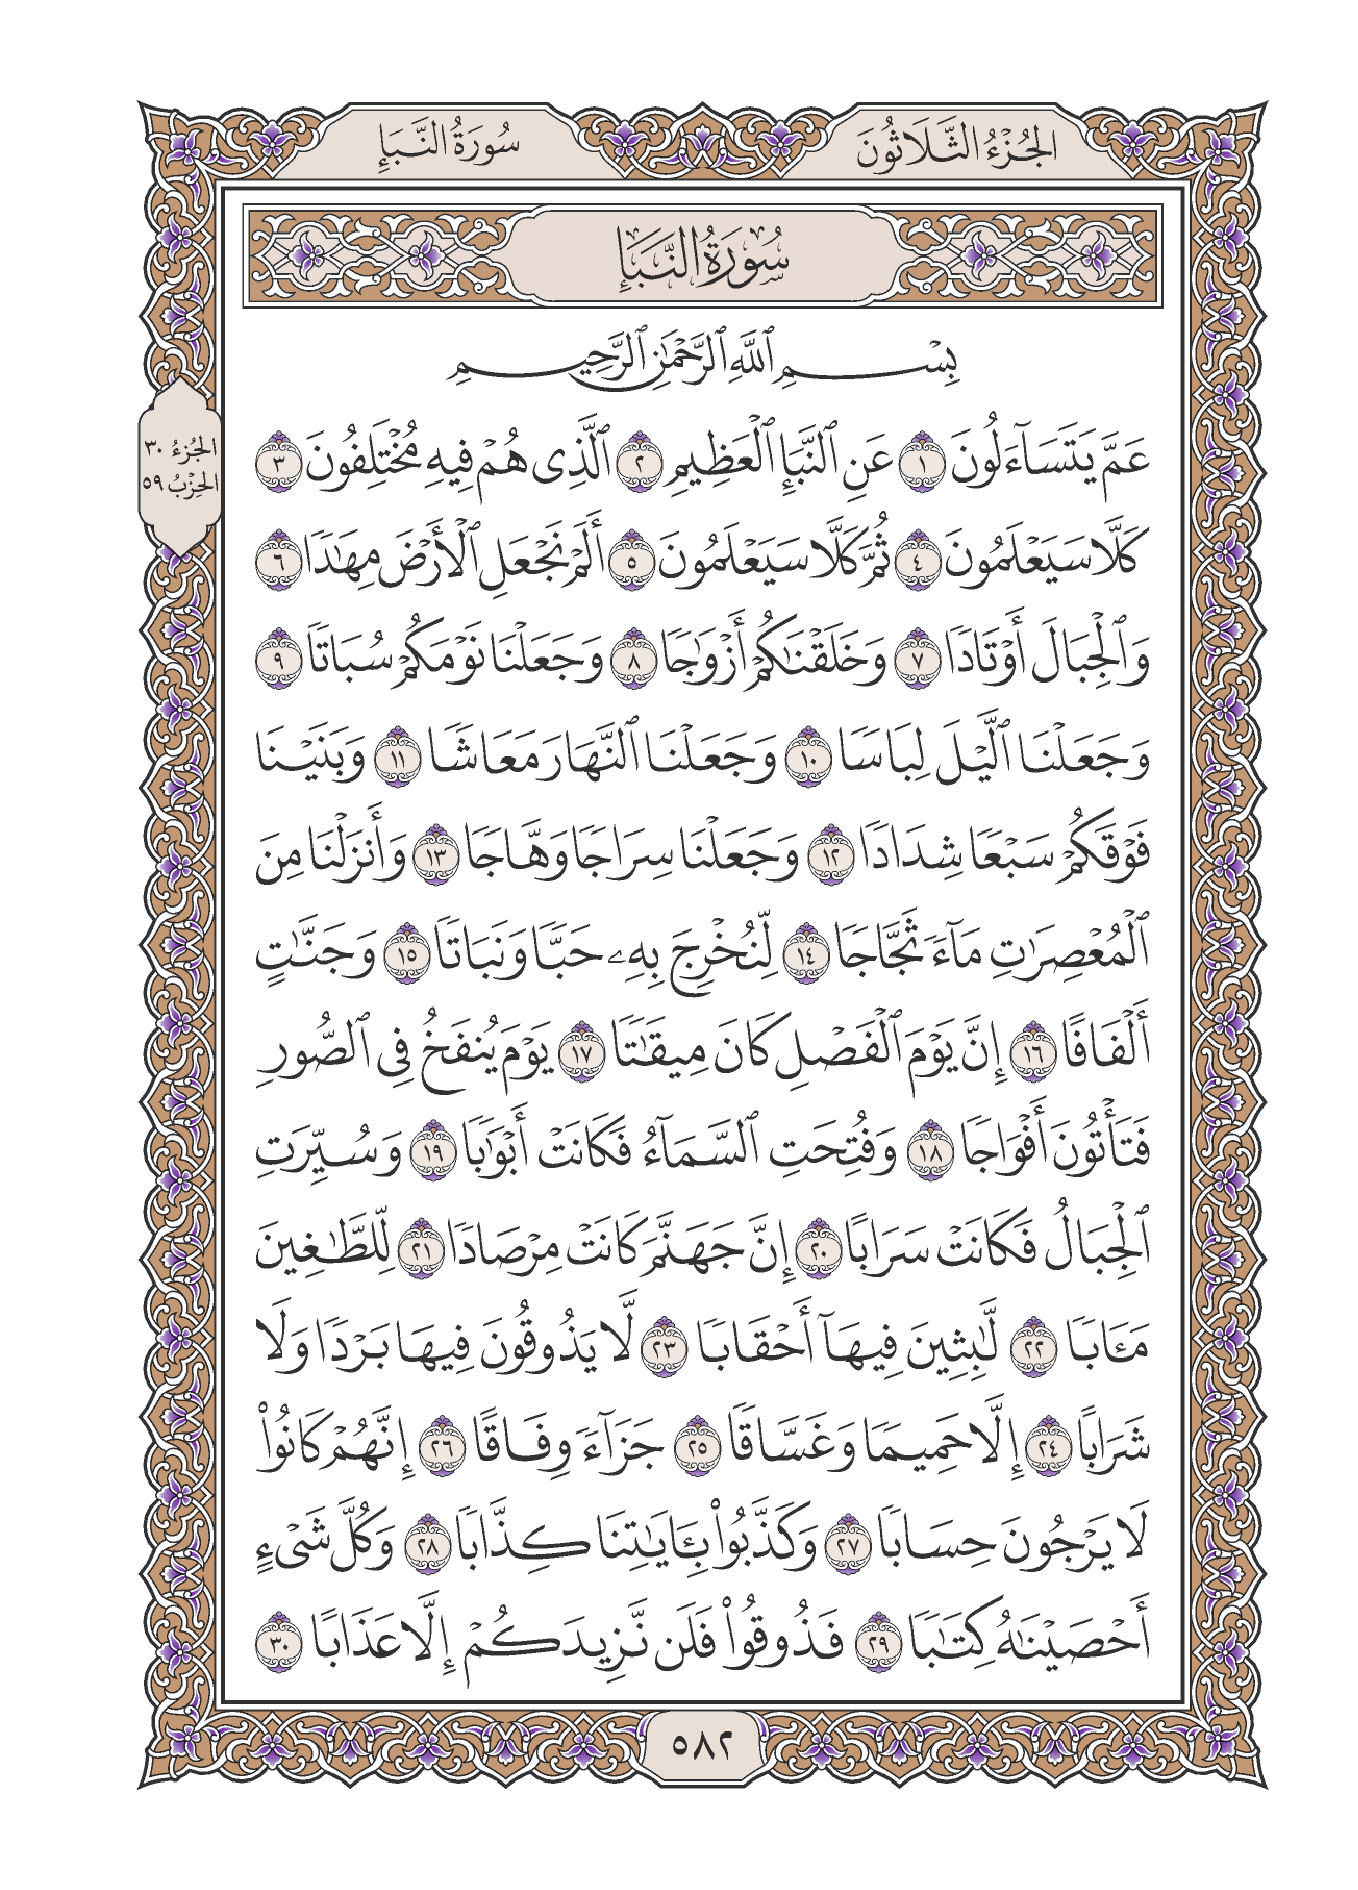 الجُزْءُ الثَّلَاثُونَ
سُورَةُ النَّبَإِ
سُورَةُ النَّبَإِ
بِسْمِ ٱللَّهِ ٱلرَّحْمَٰنِ ٱلرَّحِيمِ
الجُزْءُ ٣٠
الحِزْبُ ٥٩
عَمَّ يَتَسَآءَلُونَ ١ عَنِ ٱلنَّبَإِ ٱلْعَظِيمِ ٢ ٱلَّذِى هُمْ فِيهِ مُخْتَلِفُونَ ٣
كَلَّا سَيَعْلَمُونَ ٤ ثُمَّ كَلَّا سَيَعْلَمُونَ ٥ أَلَمْ نَجْعَلِ ٱلْأَرْضَ مِهَٰدًا ٦
وَٱلْجِبَالَ أَوْتَادًا ٧ وَخَلَقْنَٰكُمْ أَزْوَٰجًا ٨ وَجَعَلْنَا نَوْمَكُمْ سُبَاتًا ٩
وَجَعَلْنَا ٱلَّيْلَ لِبَاسًا ١٠ وَجَعَلْنَا ٱلنَّهَارَ مَعَاشًا ١١ وَبَنَيْنَا
فَوْقَكُمْ سَبْعًا شِدَادًا ١٢ وَجَعَلْنَا سِرَاجًا وَهَّاجًا ١٣ وَأَنزَلْنَا مِنَ
ٱلْمُعْصِرَٰتِ مَآءً ثَجَّاجًا ١٤ لِّنُخْرِجَ بِهِۦ حَبًّا وَنَبَاتًا ١٥ وَجَنَّٰتٍ
أَلْفَافًا ١٦ إِنَّ يَوْمَ ٱلْفَصْلِ كَانَ مِيقَٰتًا ١٧ يَوْمَ يُنفَخُ فِى ٱلصُّورِ
فَتَأْتُونَ أَفْوَاجًا ١٨ وَفُتِحَتِ ٱلسَّمَآءُ فَكَانَتْ أَبْوَٰبًا ١٩ وَسُيِّرَتِ
ٱلْجِبَالُ فَكَانَتْ سَرَابًا ٢٠ إِنَّ جَهَنَّمَ كَانَتْ مِرْصَادًا ٢١ لِّلطَّٰغِينَ
مَـَٔابًا ٢٢ لَّٰبِثِينَ فِيهَآ أَحْقَابًا ٢٣ لَّا يَذُوقُونَ فِيهَا بَرْدًا وَلَا
شَرَابًا ٢٤ إِلَّا حَمِيمًا وَغَسَّاقًا ٢٥ جَزَآءً وِفَاقًا ٢٦ إِنَّهُمْ كَانُوا۟
لَا يَرْجُونَ حِسَابًا ٢٧ وَكَذَّبُوا۟ بِـَٔايَٰتِنَا كِذَّابًا ٢٨ وَكُلَّ شَىْءٍ
أَحْصَيْنَٰهُ كِتَٰبًا ٢٩ فَذُوقُوا۟ فَلَن نَّزِيدَكُمْ إِلَّا عَذَابًا ٣٠
٥٨٢